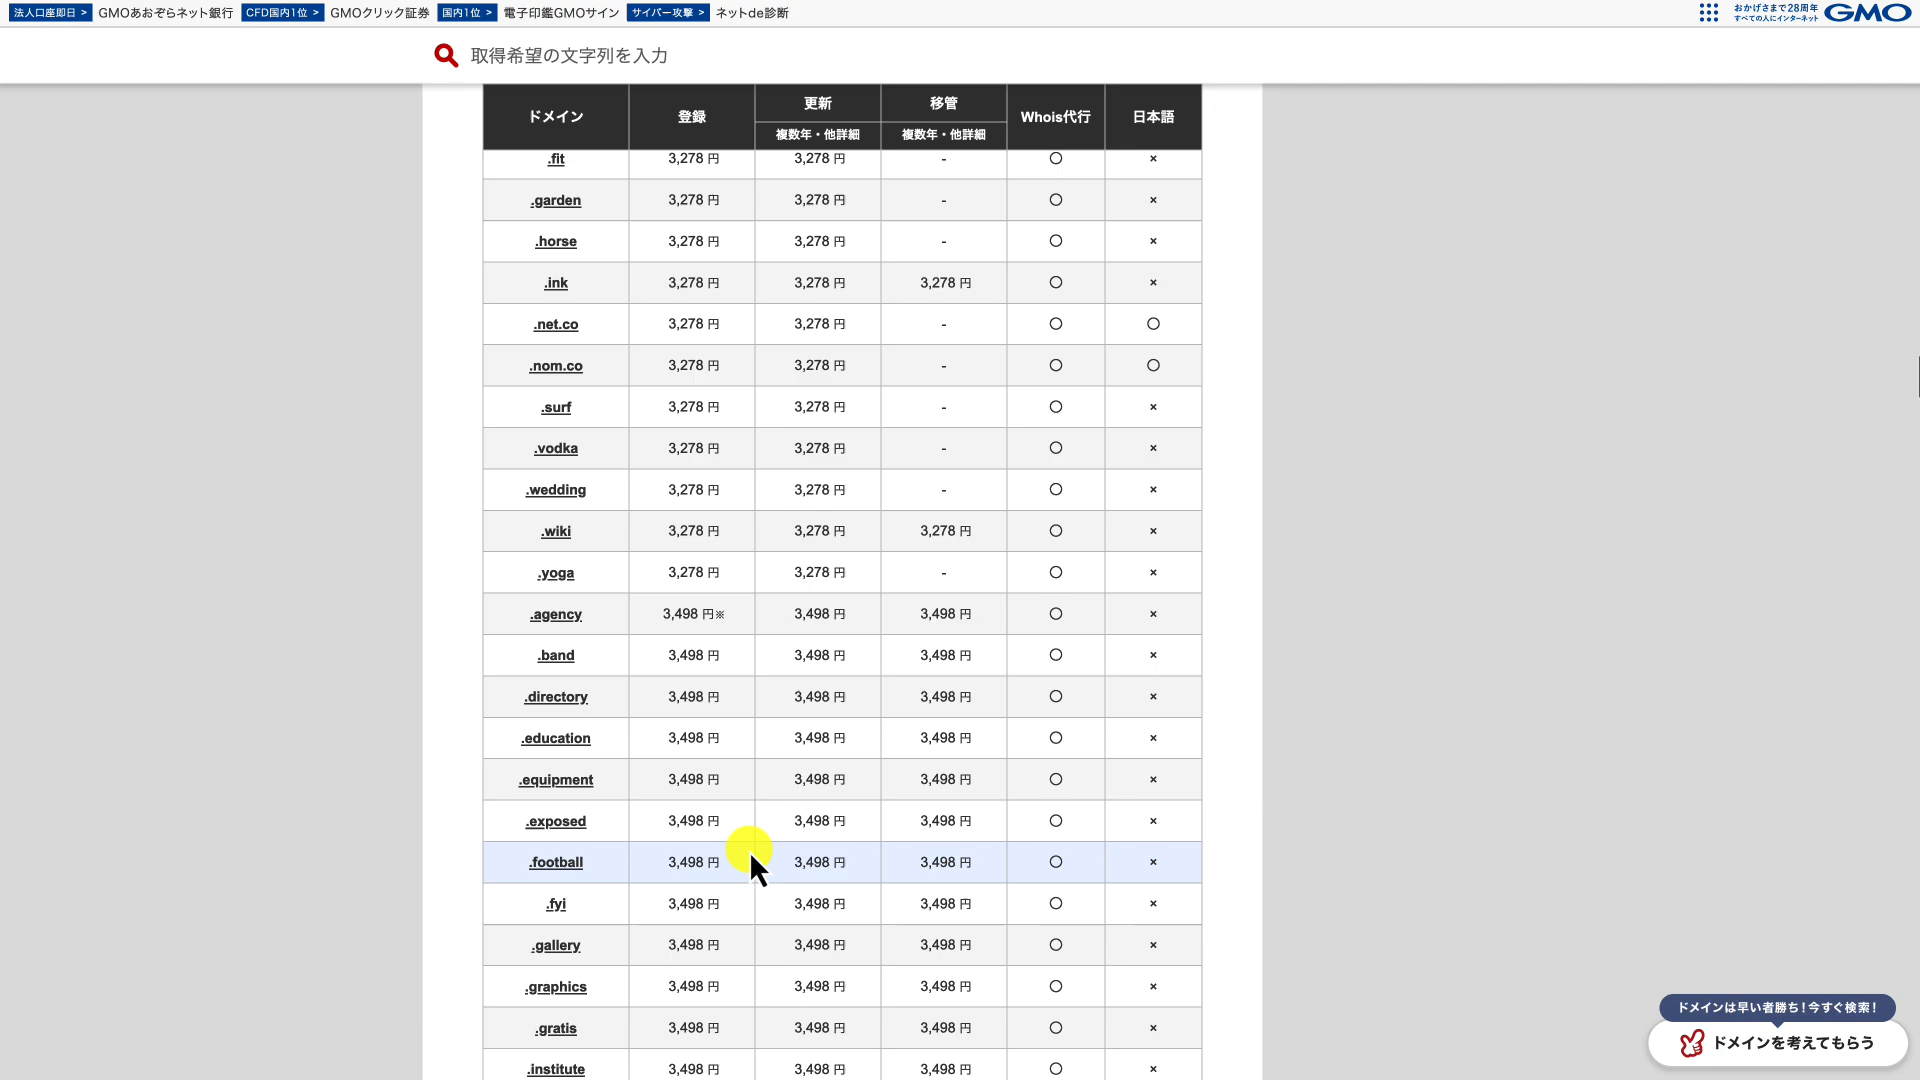 法人口座即日 > GMOあおぞらネット銀行 CFD国内1位 > GMOクリック証券 国内1位 > 電子印鑑GMOサイン サイバー攻撃 > ネットde診断
おかげさまで28周年
すべての人にインターネット
GMO
取得希望の文字列を入力
ドメイン 登録 更新 移管 Whois代行 日本語
複数年・他詳細 複数年・他詳細
.fit 3,278 円 3,278 円 - ○ ×
.garden 3,278 円 3,278 円 - ○ ×
.horse 3,278 円 3,278 円 - ○ ×
.ink 3,278 円 3,278 円 3,278 円 ○ ×
.net.co 3,278 円 3,278 円 - ○ ○
.nom.co 3,278 円 3,278 円 - ○ ○
.surf 3,278 円 3,278 円 - ○ ×
.vodka 3,278 円 3,278 円 - ○ ×
.wedding 3,278 円 3,278 円 - ○ ×
.wiki 3,278 円 3,278 円 3,278 円 ○ ×
.yoga 3,278 円 3,278 円 - ○ ×
.agency 3,498 円※ 3,498 円 3,498 円 ○ ×
.band 3,498 円 3,498 円 3,498 円 ○ ×
.directory 3,498 円 3,498 円 3,498 円 ○ ×
.education 3,498 円 3,498 円 3,498 円 ○ ×
.equipment 3,498 円 3,498 円 3,498 円 ○ ×
.exposed 3,498 円 3,498 円 3,498 円 ○ ×
.football 3,498 円 3,498 円 3,498 円 ○ ×
.fyi 3,498 円 3,498 円 3,498 円 ○ ×
.gallery 3,498 円 3,498 円 3,498 円 ○ ×
.graphics 3,498 円 3,498 円 3,498 円 ○ ×
.gratis 3,498 円 3,498 円 3,498 円 ○ ×
.institute 3,498 円 3,498 円 3,498 円 ○ ×
ドメインは早い者勝ち!今すぐ検索!
ドメインを考えてもらう